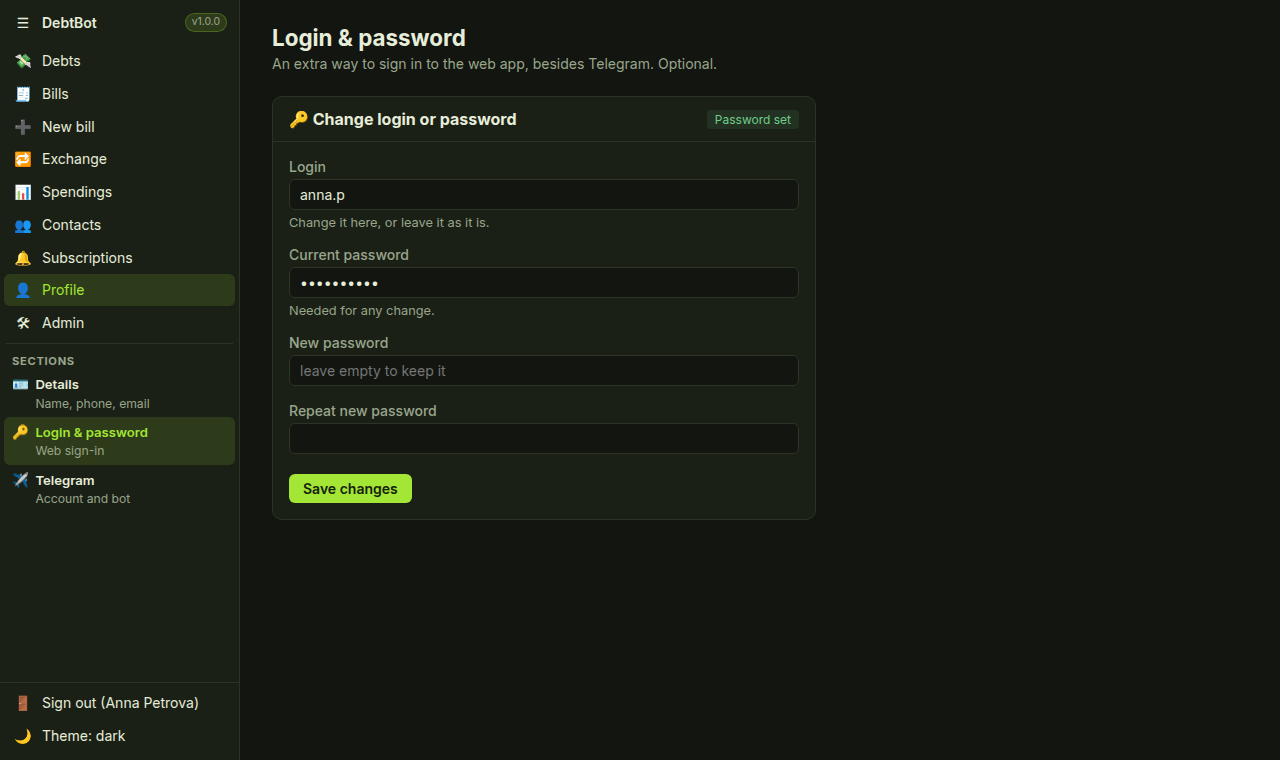 DebtBot
v1.0.0
Debts
Bills
New bill
Exchange
Spendings
Contacts
Subscriptions
Profile
Admin
SECTIONS
Details
Name, phone, email
Login & password
Web sign-in
Telegram
Account and bot
Sign out (Anna Petrova)
Theme: dark
Login & password
An extra way to sign in to the web app, besides Telegram. Optional.
Change login or password
Password set
Login
anna.p
Change it here, or leave it as it is.
Current password
••••••••••
Needed for any change.
New password
leave empty to keep it
Repeat new password
Save changes